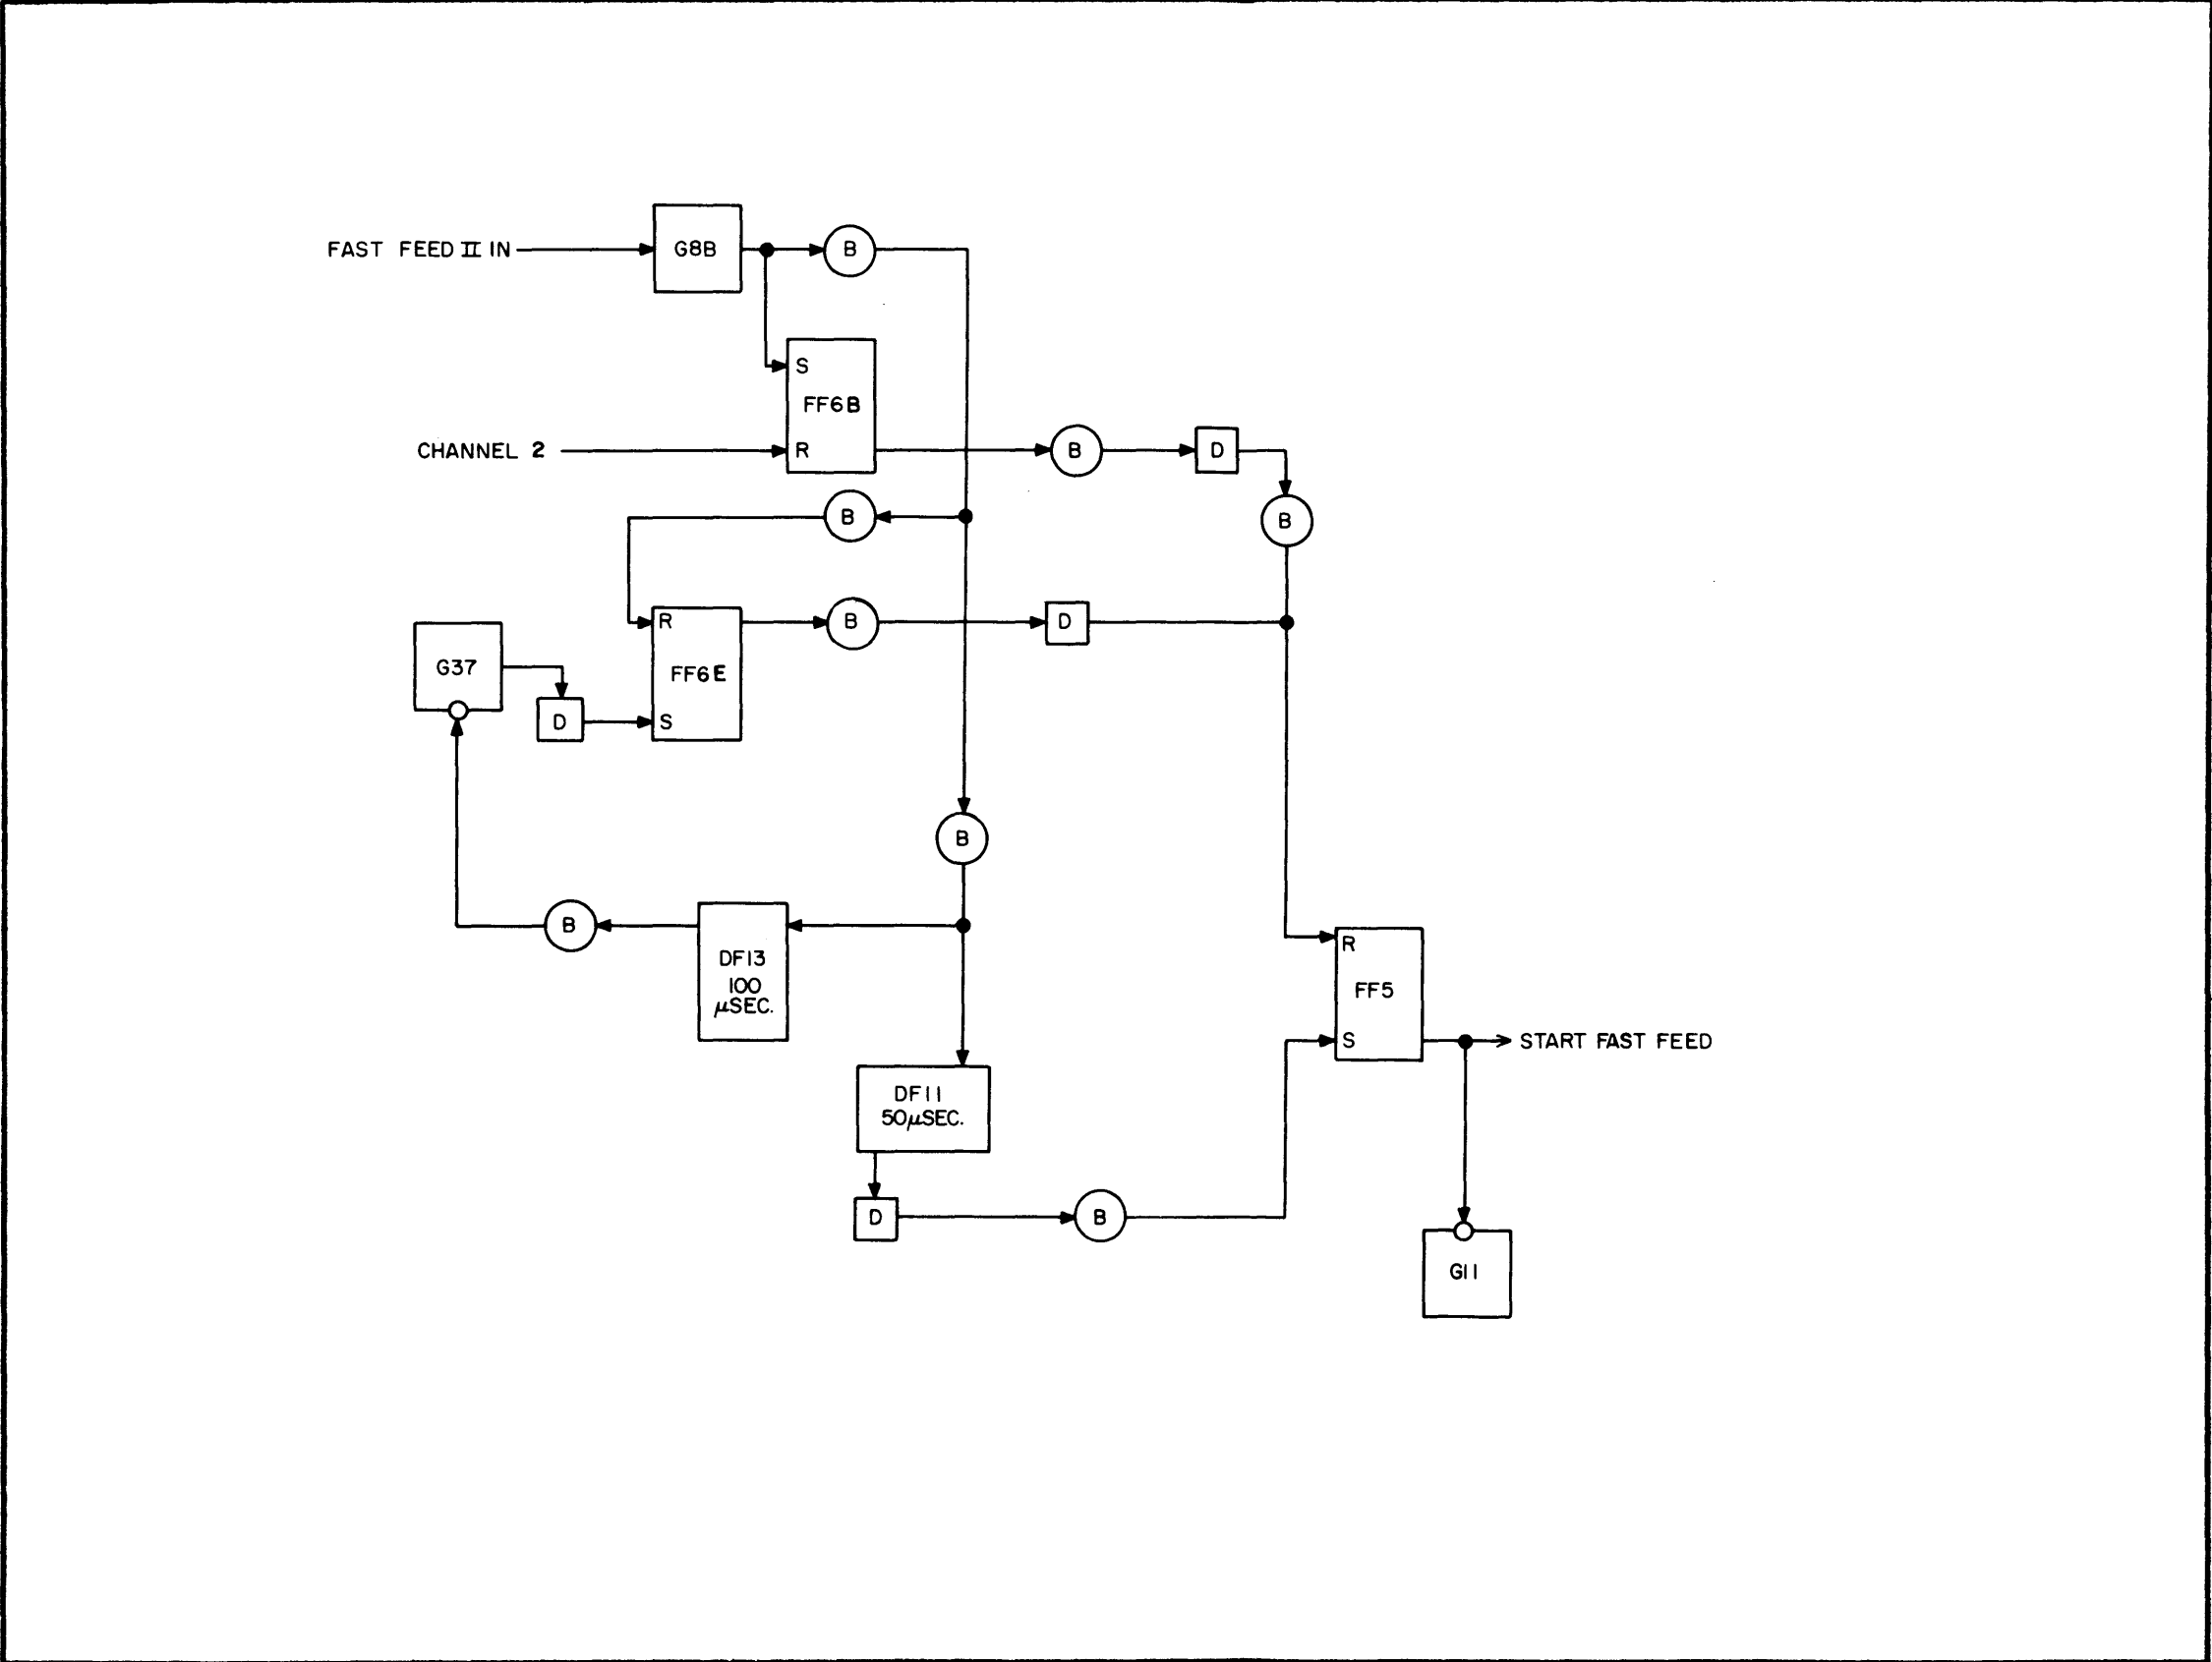 FAST FEED II IN
G8B
B
S
FF6B
CHANNEL 2
R
B
D
B
B
R
B
D
G37
FF6E
D
S
B
B
DF13
100
μSEC.
R
FF5
S
START FAST FEED
DF11
50μSEC.
D
B
G11